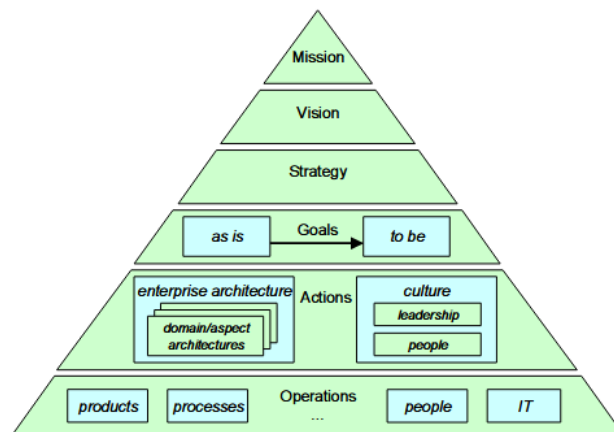 Mission
Vision
Strategy
Goals
as is
to be
Actions
enterprise architecture
domain/aspect
architectures
culture
leadership
people
Operations
...
products
processes
people
IT